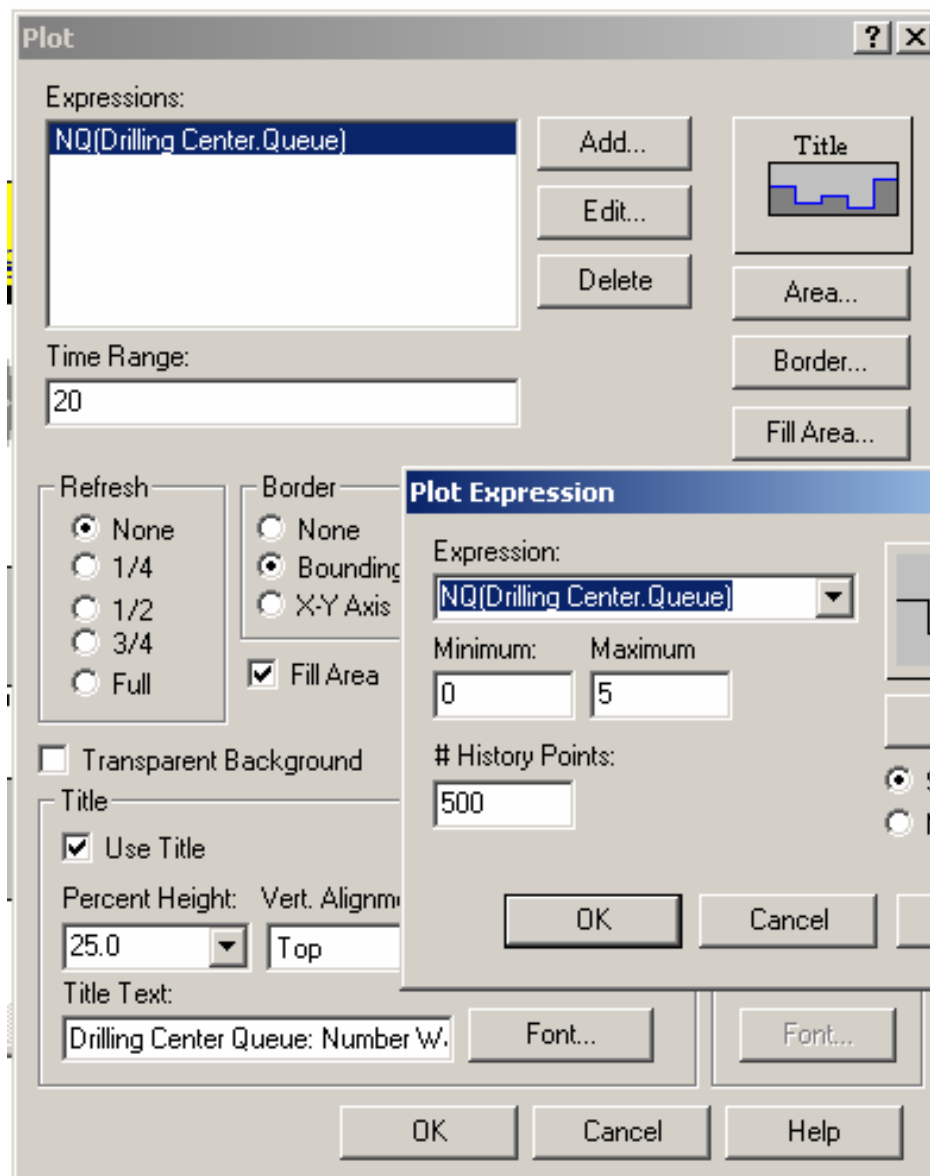 Plot
Expressions:
NQ(Drilling Center.Queue)
Add...
Edit...
Delete
Title
Area...
Border...
Fill Area...
Time Range:
20
Refresh
None
1/4
1/2
3/4
Full
Border
None
Bounding
X-Y Axis
Fill Area
Transparent Background
Title
Use Title
Percent Height:
Vert. Alignm
25.0
Top
Title Text:
Drilling Center Queue: Number
Font...
Font...
OK
Cancel
Help
Plot Expression
Expression:
NQ(Drilling Center.Queue)
Minimum:
Maximum
0
5
# History Points:
500
OK
Cancel